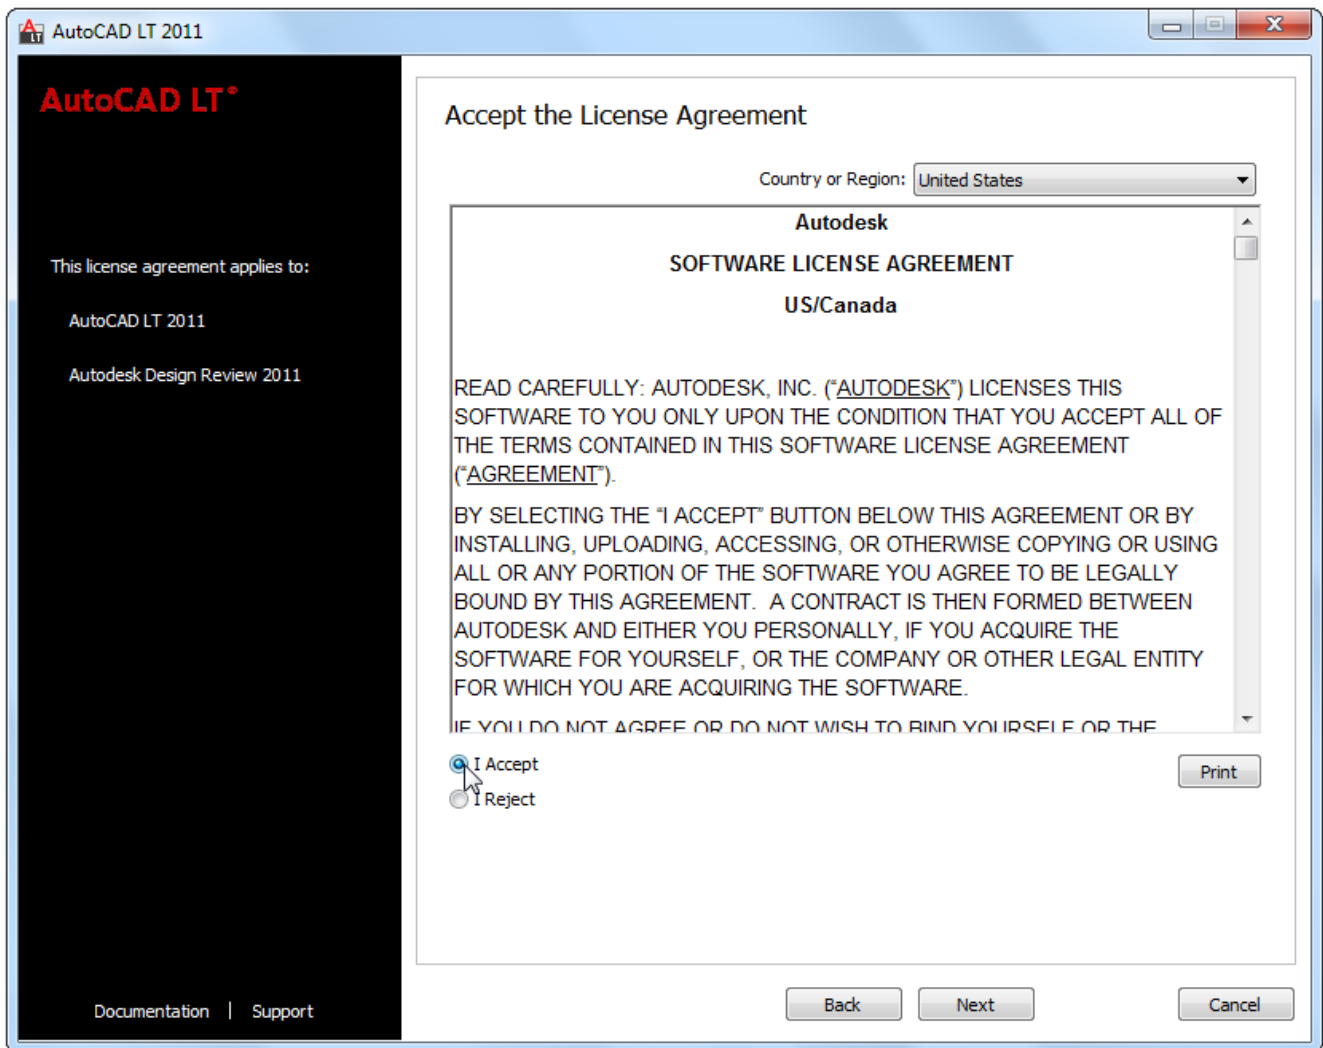 AutoCAD LT 2011
AutoCAD LT®
This license agreement applies to:
AutoCAD LT 2011
Autodesk Design Review 2011
Documentation | Support
Accept the License Agreement
Country or Region: United States
Autodesk
SOFTWARE LICENSE AGREEMENT
US/Canada
READ CAREFULLY: AUTODESK, INC. (“AUTODESK”) LICENSES THIS
SOFTWARE TO YOU ONLY UPON THE CONDITION THAT YOU ACCEPT ALL OF
THE TERMS CONTAINED IN THIS SOFTWARE LICENSE AGREEMENT
(“AGREEMENT”).
BY SELECTING THE “I ACCEPT” BUTTON BELOW THIS AGREEMENT OR BY
INSTALLING, UPLOADING, ACCESSING, OR OTHERWISE COPYING OR USING
ALL OR ANY PORTION OF THE SOFTWARE YOU AGREE TO BE LEGALLY
BOUND BY THIS AGREEMENT.  A CONTRACT IS THEN FORMED BETWEEN
AUTODESK AND EITHER YOU PERSONALLY, IF YOU ACQUIRE THE
SOFTWARE FOR YOURSELF, OR THE COMPANY OR OTHER LEGAL ENTITY
FOR WHICH YOU ARE ACQUIRING THE SOFTWARE.
IF YOU DO NOT AGREE OR DO NOT WISH TO BIND YOURSELF OR THE
I Accept
I Reject
Print
Back
Next
Cancel